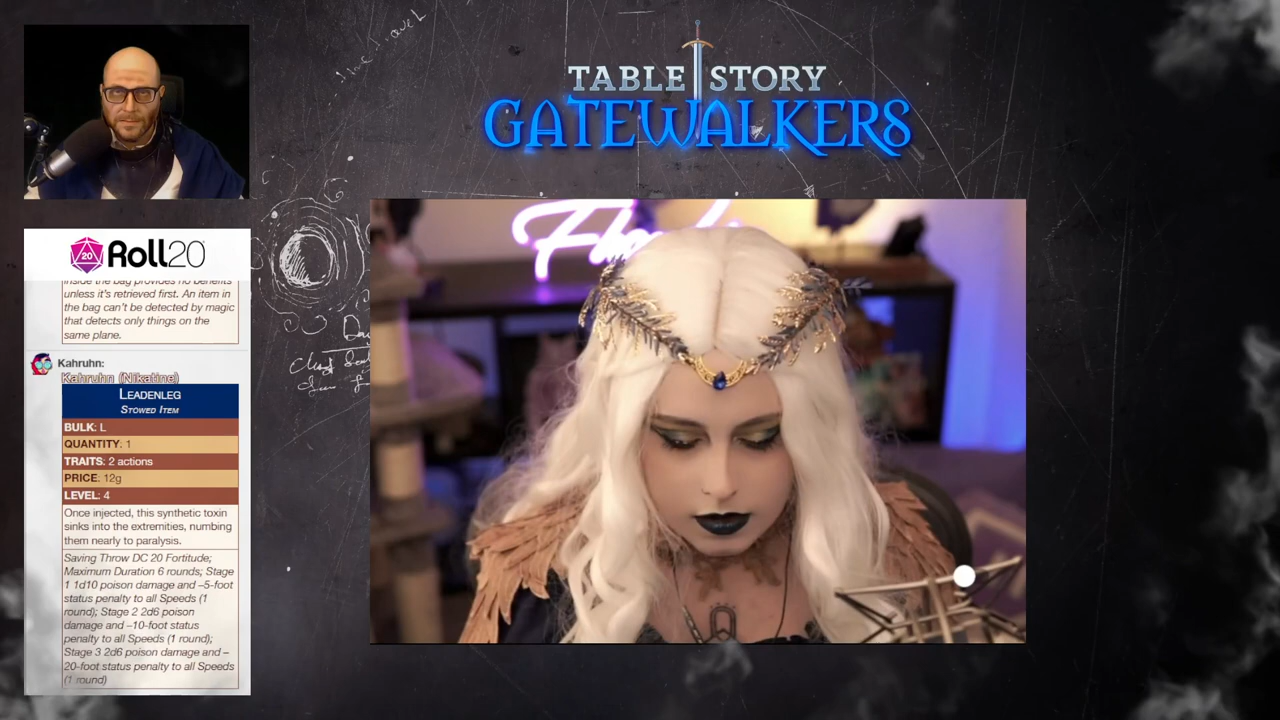 TABLE STORY
GATEWALKERS
Roll20
20
inside the bag provides no benefits
unless it's retrieved first. An item in
the bag can't be detected by magic
that detects only things on the
same plane.
Kahruhn:
Kahruhn (Nikatine)
LEADENLEG
STOWED ITEM
BULK: L
QUANTITY: 1
TRAITS: 2 actions
PRICE: 12g
LEVEL: 4
Once injected, this synthetic toxin
sinks into the extremities, numbing
them nearly to paralysis.
Saving Throw DC 20 Fortitude;
Maximum Duration 6 rounds; Stage
1 1d10 poison damage and –5-foot
status penalty to all Speeds (1
round); Stage 2 2d6 poison
damage and –10-foot status
penalty to all Speeds (1 round);
Stage 3 2d6 poison damage and –
20-foot status penalty to all Speeds
(1 round)